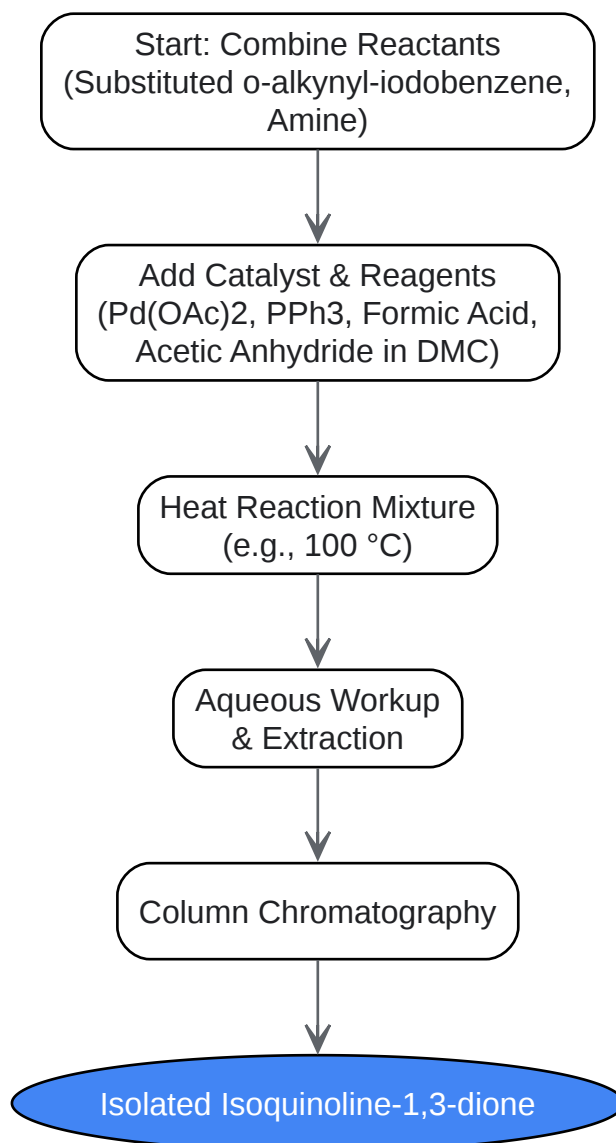 Start: Combine Reactants
(Substituted o-alkynyl-iodobenzene,
Amine)
Add Catalyst & Reagents
(Pd(OAc)2, PPh3, Formic Acid,
Acetic Anhydride in DMC)
Heat Reaction Mixture
(e.g., 100 °C)
Aqueous Workup
& Extraction
Column Chromatography
Isolated Isoquinoline-1,3-dione